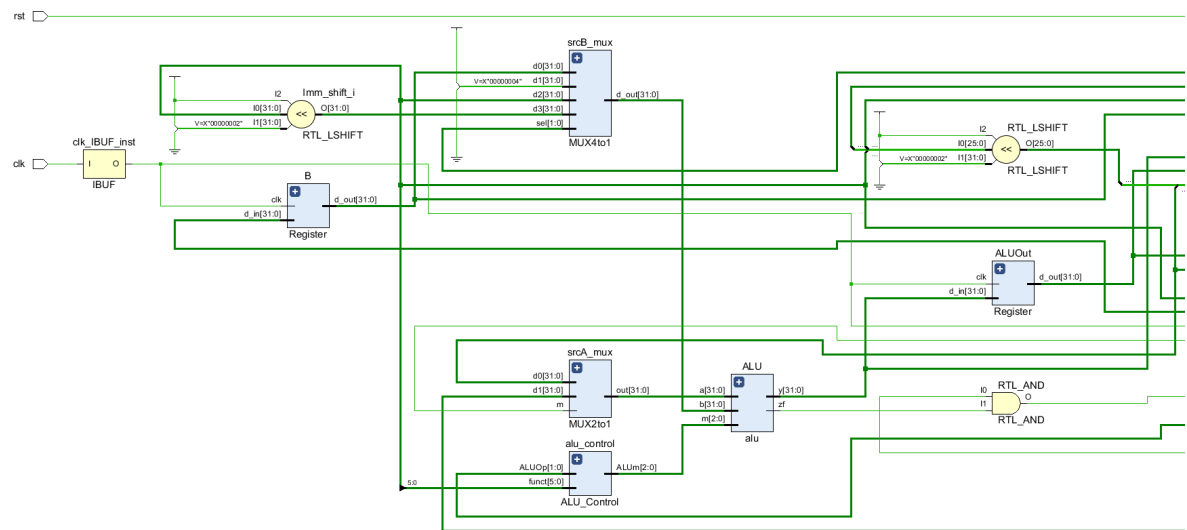 rst
srcB_mux
d0[31:0]
V=X"00000004" d1[31:0]
d2[31:0] d_out[31:0]
d3[31:0]
sel[1:0]
MUX4to1
Imm_shift_i
I2
I0[31:0] << O[31:0]
V=X"00000002" I1[31:0]
RTL_LSHIFT
RTL_LSHIFT
I2
I0[25:0] << O[25:0]
V=X"00000002" I1[31:0]
RTL_LSHIFT
clk_IBUF_inst
clk I O
IBUF
B
clk d_out[31:0]
d_in[31:0]
Register
ALUOut
clk d_out[31:0]
d_in[31:0]
Register
srcA_mux
d0[31:0]
d1[31:0] out[31:0]
m
MUX2to1
ALU
a[31:0] y[31:0]
b[31:0] zf
m[2:0]
alu
RTL_AND
I0 O
I1
RTL_AND
alu_control
ALUOp[1:0] ALUm[2:0]
5:0 funct[5:0]
ALU_Control